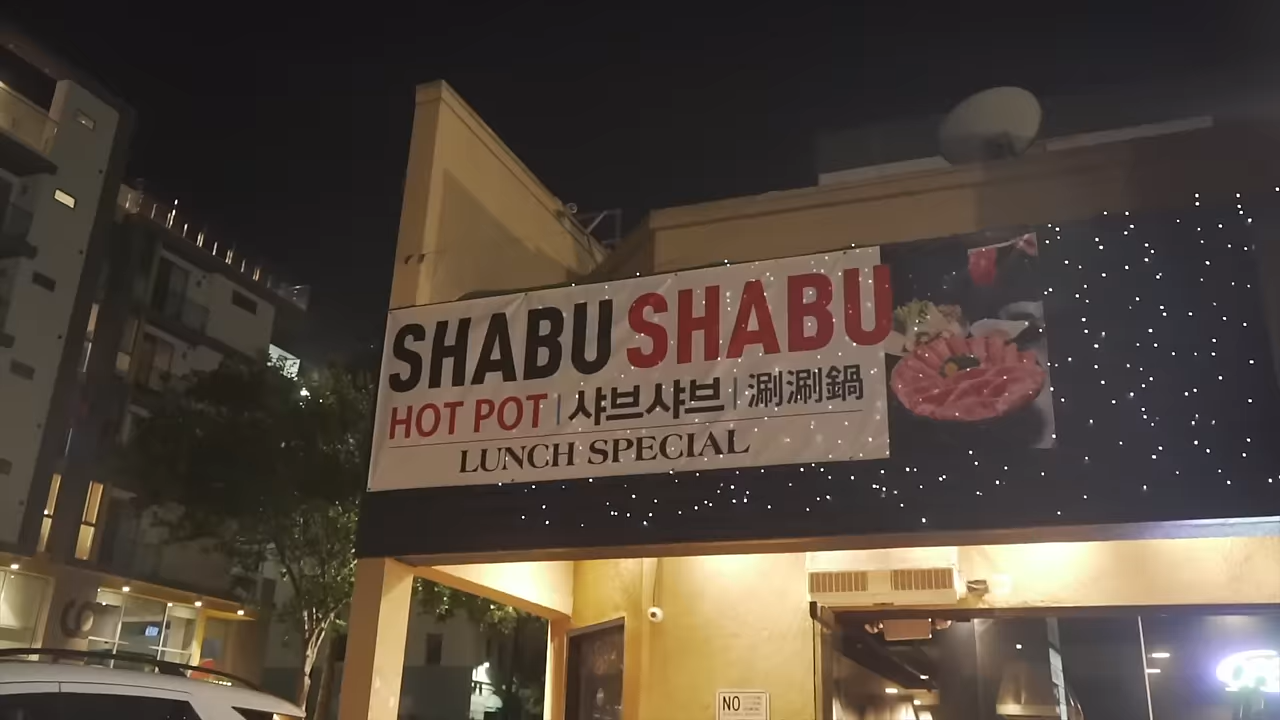 SHABU SHABU
HOT POT | 샤브샤브 | 涮涮鍋
LUNCH SPECIAL
NO